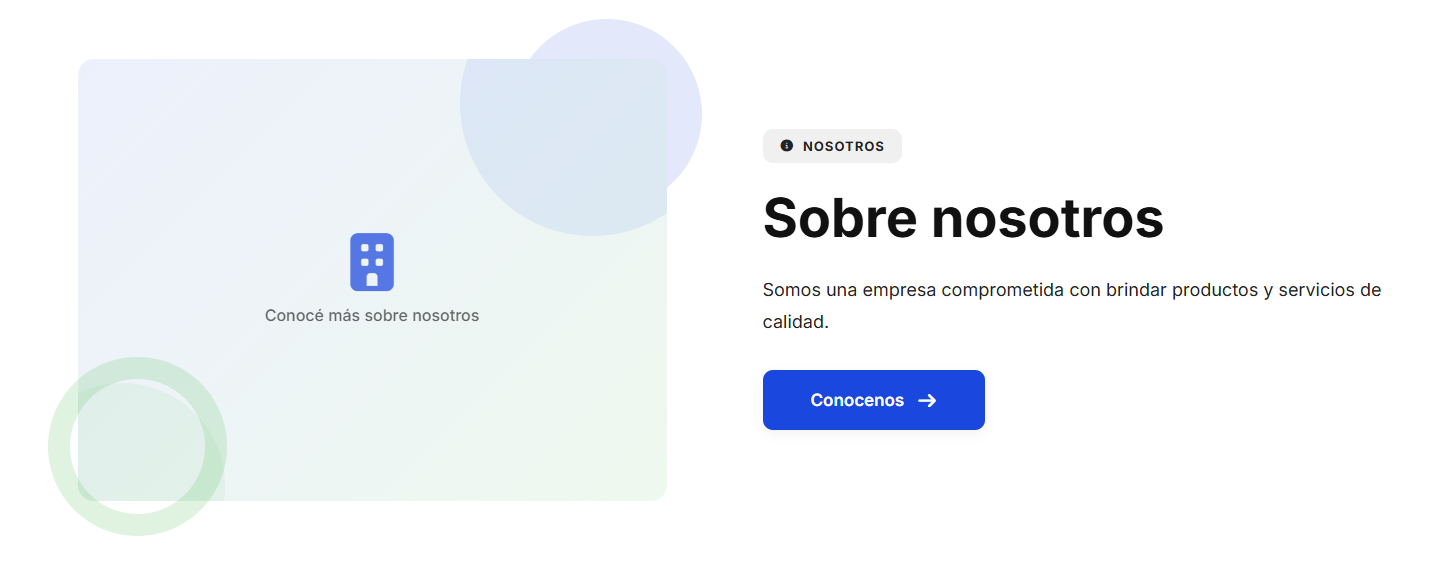 Conocé más sobre nosotros
NOSOTROS
Sobre nosotros
Somos una empresa comprometida con brindar productos y servicios de
calidad.
Conocenos